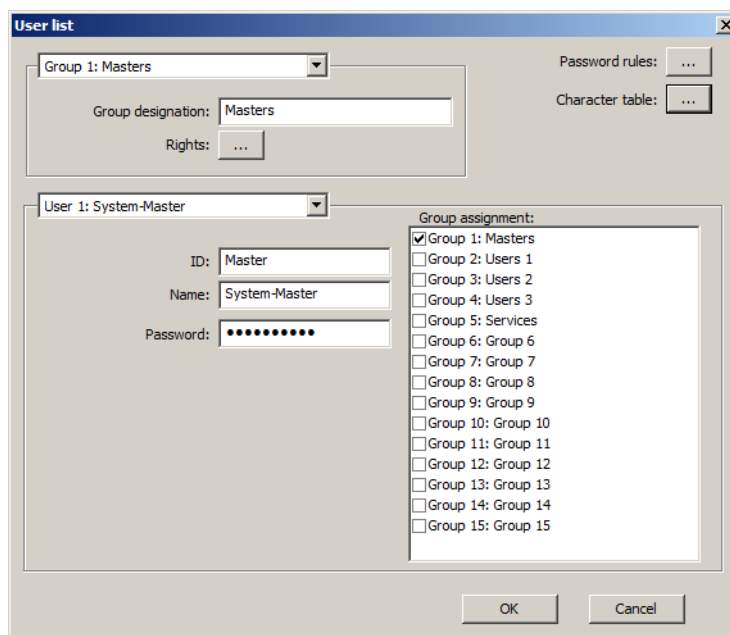 User list
Group 1: Masters
Password rules: ...
Group designation: Masters
Character table: ...
Rights: ...
User 1: System-Master
Group assignment:
Group 1: Masters
ID: Master
Group 2: Users 1
Name: System-Master
Group 3: Users 2
Group 4: Users 3
Password: ●●●●●●●●●●
Group 5: Services
Group 6: Group 6
Group 7: Group 7
Group 8: Group 8
Group 9: Group 9
Group 10: Group 10
Group 11: Group 11
Group 12: Group 12
Group 13: Group 13
Group 14: Group 14
Group 15: Group 15
OK
Cancel